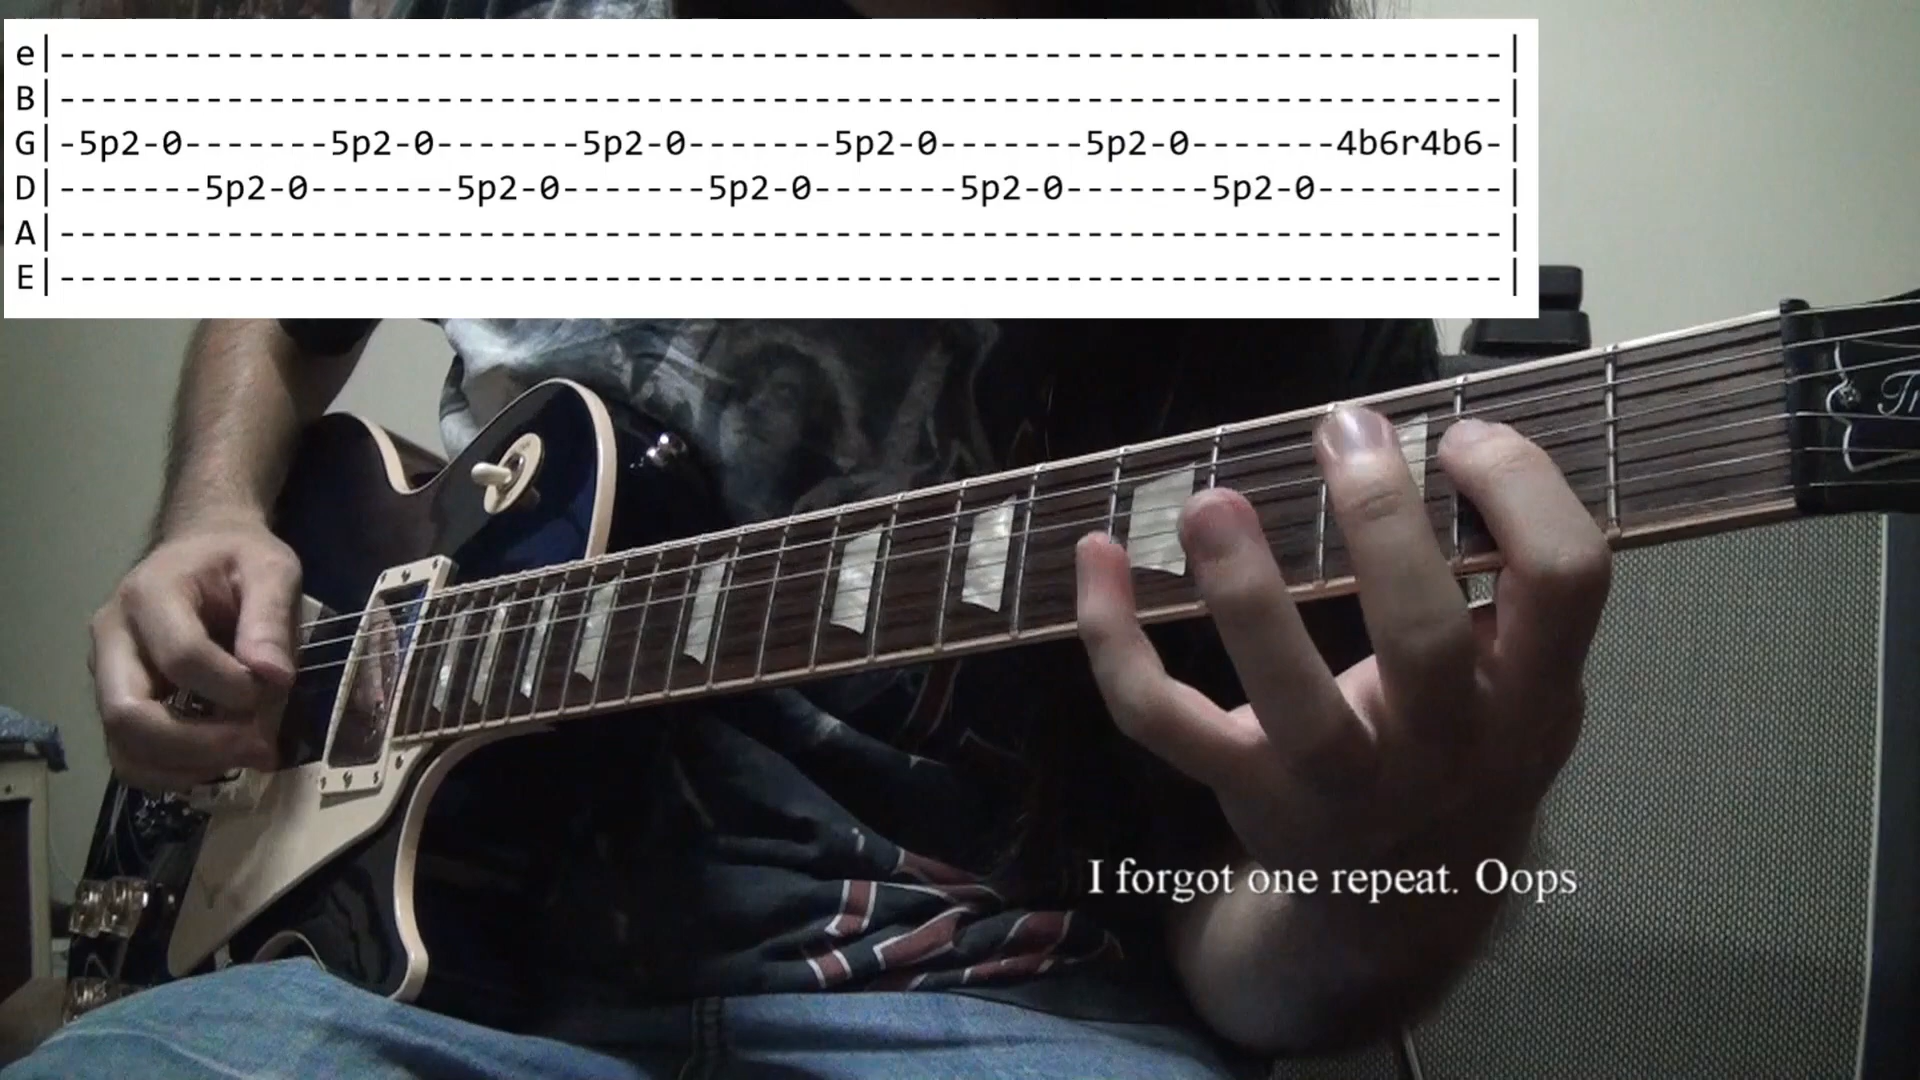 e|---------------------------------------------------------------------|
B|---------------------------------------------------------------------|
G|-5p2-0-------5p2-0-------5p2-0-------5p2-0-------5p2-0-------4b6r4b6-|
D|-------5p2-0-------5p2-0-------5p2-0-------5p2-0-------5p2-0---------|
A|---------------------------------------------------------------------|
E|---------------------------------------------------------------------|
I forgot one repeat. Oops